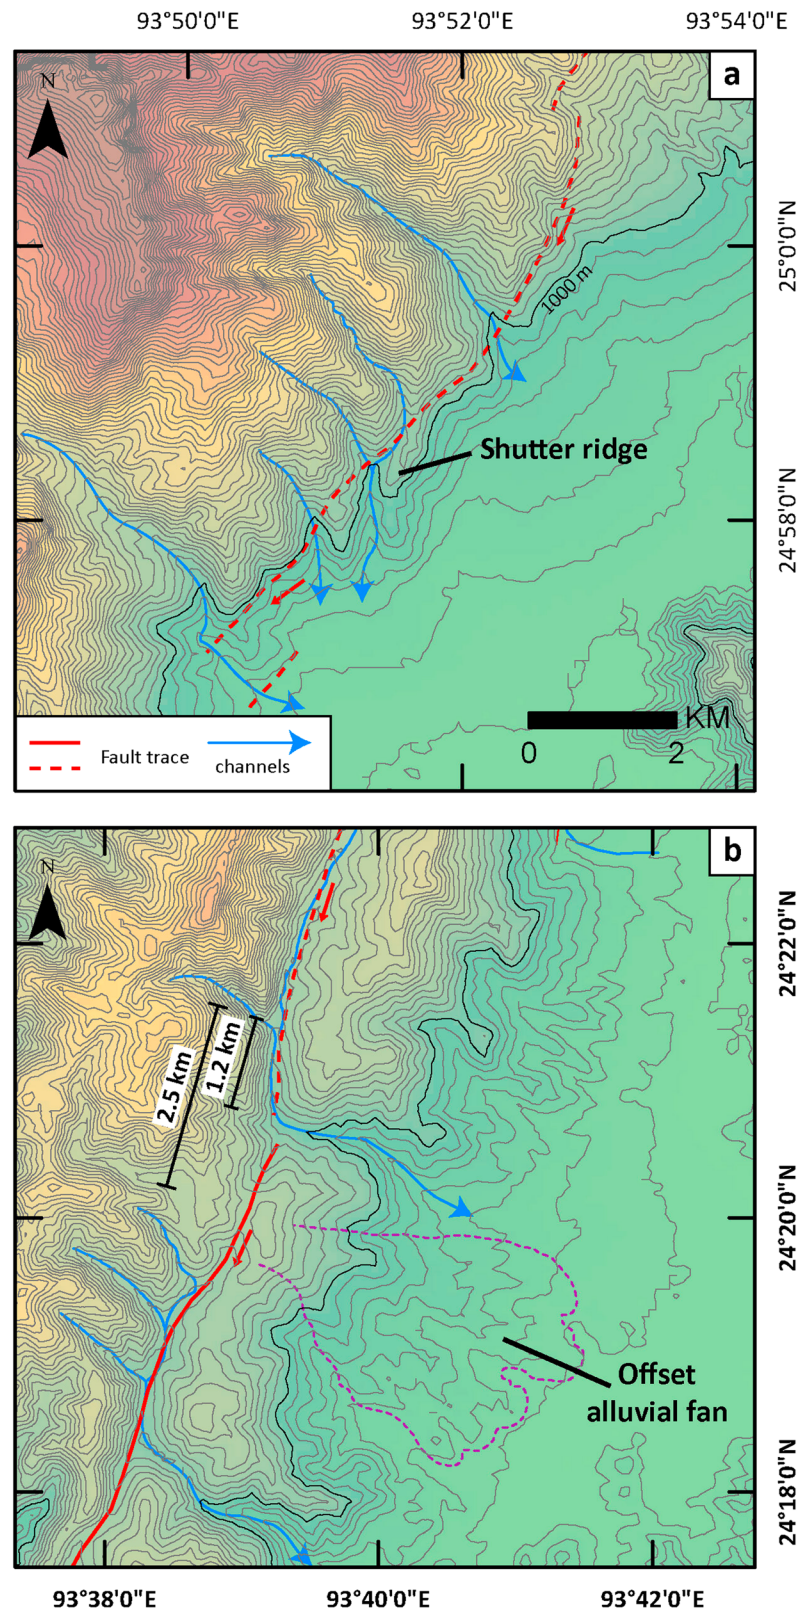 93°50'0"E 93°52'0"E 93°54'0"E
N
a
25°0'0"N
1000 m
Shutter ridge
24°58'0"N
KM
0 2
Fault trace channels
N
b
24°22'0"N
1.2 km
2.5 km
24°20'0"N
Offset
alluvial fan
24°18'0"N
93°38'0"E 93°40'0"E 93°42'0"E